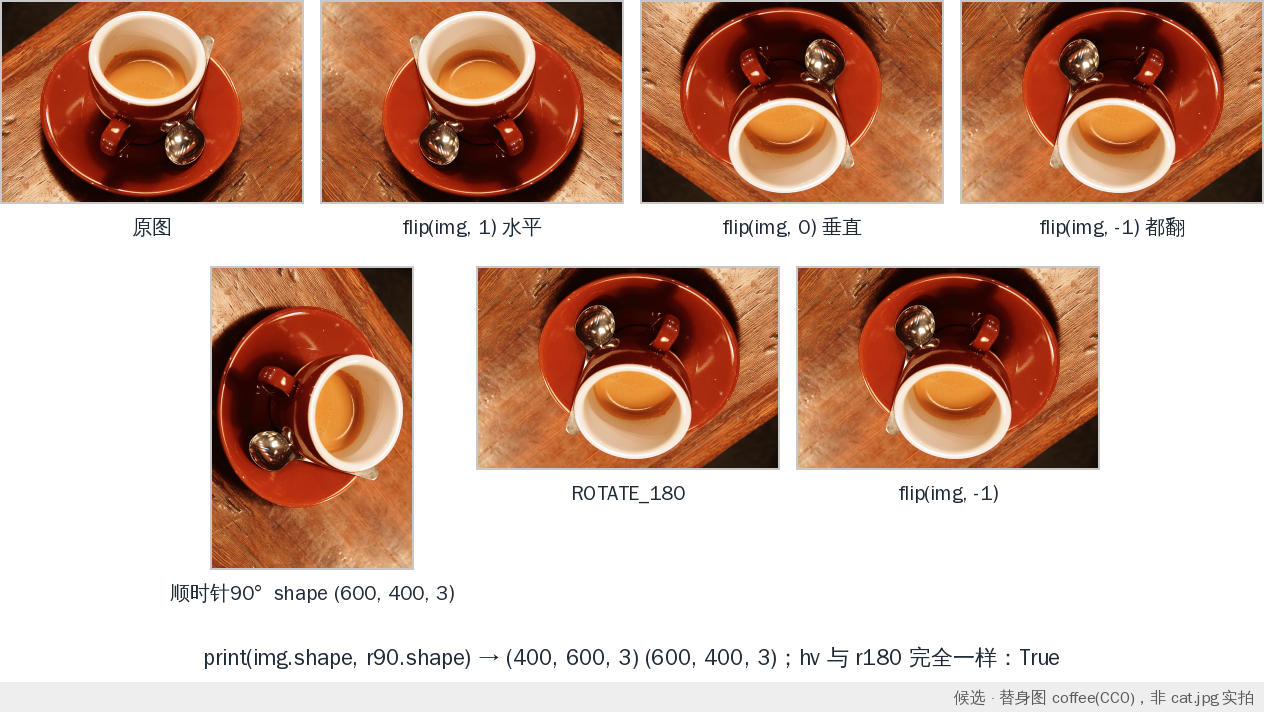 原图
flip(img, 1) 水平
flip(img, 0) 垂直
flip(img, -1) 都翻
ROTATE_180
flip(img, -1)
顺时针90° shape (600, 400, 3)
print(img.shape, r90.shape) → (400, 600, 3) (600, 400, 3)；hv 与 r180 完全一样：True
候选 · 替身图 coffee(CC0)，非 cat.jpg 实拍